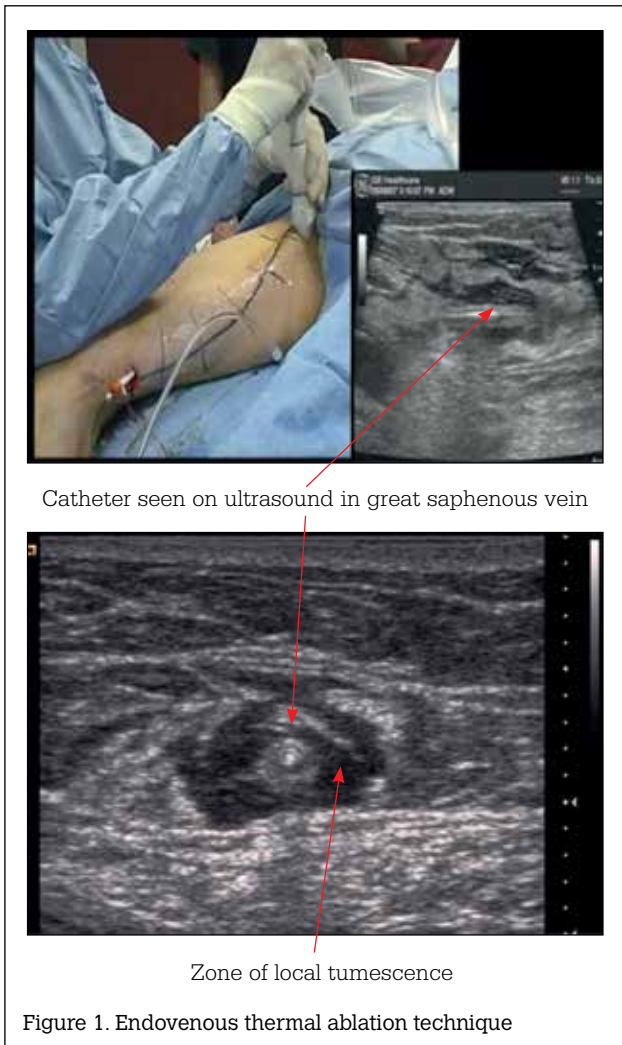 Catheter seen on ultrasound in great saphenous vein
Zone of local tumescence
Figure 1. Endovenous thermal ablation technique